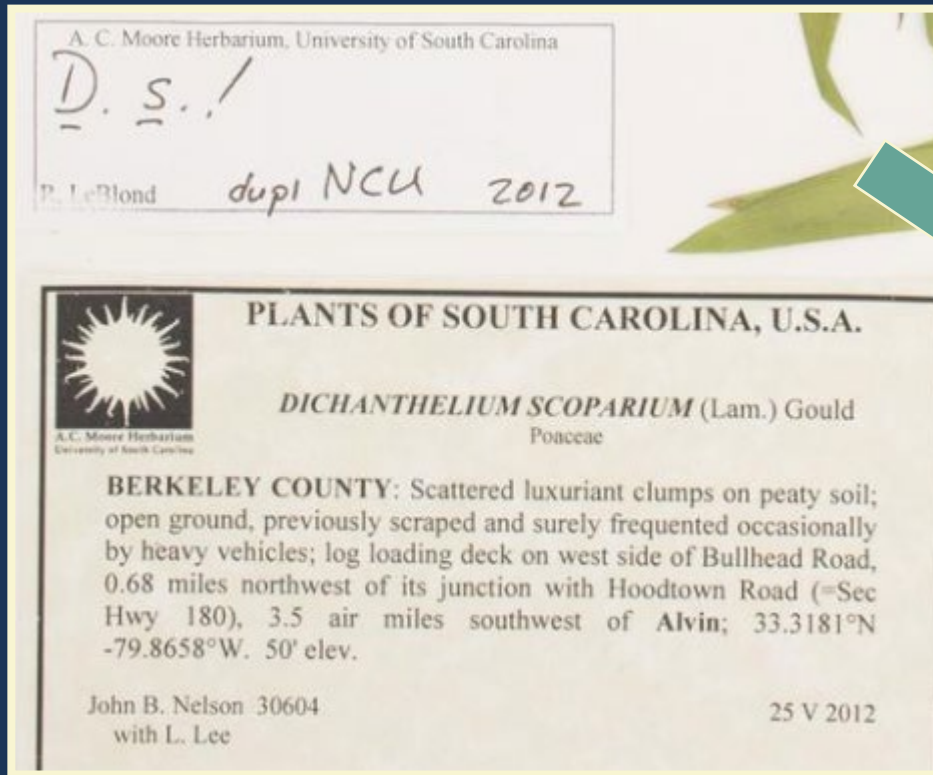 A. C. Moore Herbarium, University of South Carolina
D. s. !
R. LeBlond dupl NCU 2012
PLANTS OF SOUTH CAROLINA, U.S.A.
DICHANTHELIUM SCOPARIUM (Lam.) Gould
Poaceae
A.C. Moore Herbarium
University of South Carolina
BERKELEY COUNTY: Scattered luxuriant clumps on peaty soil;
open ground, previously scraped and surely frequented occasionally
by heavy vehicles; log loading deck on west side of Bullhead Road,
0.68 miles northwest of its junction with Hoodtown Road (=Sec
Hwy 180), 3.5 air miles southwest of Alvin; 33.3181°N
-79.8658°W. 50' elev.
John B. Nelson 30604
with L. Lee
25 V 2012